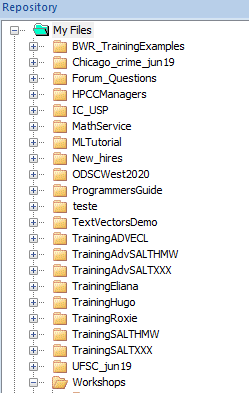 Repository
My Files
BWR_TrainingExamples
Chicago_crime_jun19
Forum_Questions
HPCCManagers
IC_USP
MathService
MLTutorial
New_hires
ODSCWest2020
ProgrammersGuide
teste
TextVectorsDemo
TrainingADVECL
TrainingAdvSALTHMW
TrainingAdvSALTXXX
TrainingEliana
TrainingHugo
TrainingRoxie
TrainingSALTHMW
TrainingSALTXXX
UFSC_jun19
Workshops